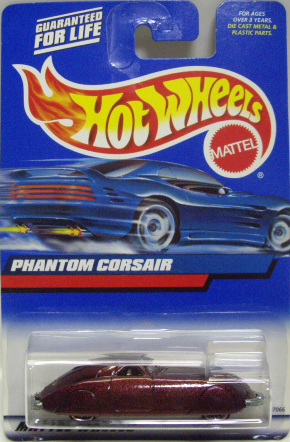 GUARANTEED
FOR LIFE
FOR AGES
OVER 3 YEARS.
DIE CAST METAL &
PLASTIC PARTS.
HOT WHEELS
MATTEL
®
PHANTOM CORSAIR